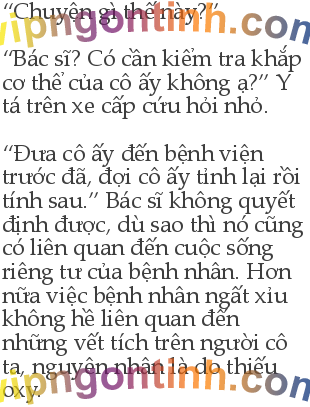 “Chuyện gì thế này?”
vipngontinh.com
“Bác sĩ? Có cần kiểm tra khắp
cơ thể của cô ấy không ạ?” Y
tá trên xe cấp cứu hỏi nhỏ.
“Đưa cô ấy đến bệnh viện
trước đã, đợi cô ấy tỉnh lại rồi
tính sau.” Bác sĩ không quyết
định được, dù sao thì nó cũng
có liên quan đến cuộc sống
riêng tư của bệnh nhân. Hơn
nữa việc bệnh nhân ngất xỉu
không hề liên quan đến
những vết tích trên người cô
ta, nguyên nhân là do thiếu
oxy.
vipngontinh.com